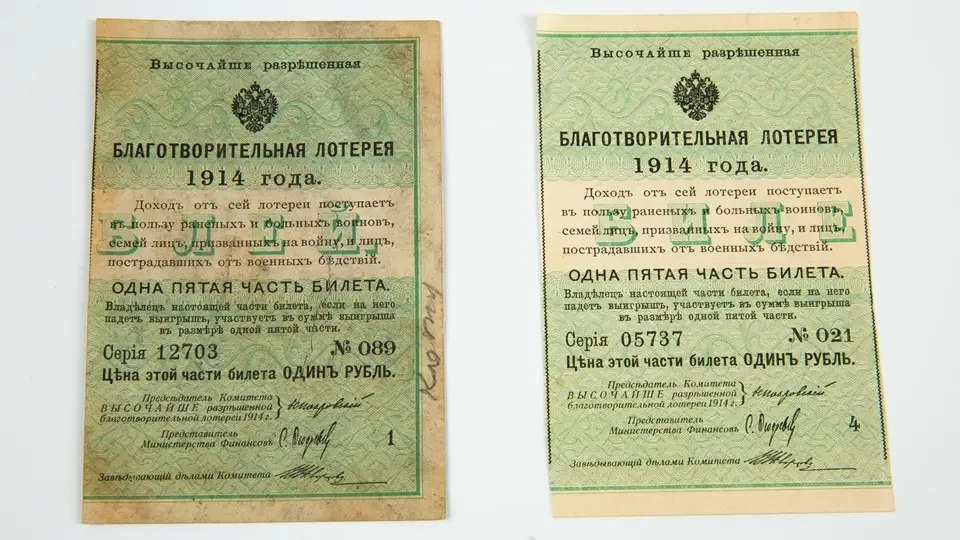 Высочайше разрѣшенная
БЛАГОТВОРИТЕЛЬНАЯ ЛОТЕРЕЯ
1914 года.
Доходъ отъ сей лотереи поступаетъ
въ пользу раненыхъ и больныхъ воиновъ,
семей лицъ, призванныхъ на войну, и лицъ,
пострадавшихъ отъ военныхъ бѣдствій.
ОДНА ПЯТАЯ ЧАСТЬ БИЛЕТА.
Владѣлецъ настоящей части билета, если на него
падетъ выигрышъ, участвуетъ въ суммѣ выигрыша
въ размѣрѣ одной пятой части.
Серія 12703 № 089
Цѣна этой части билета ОДИНЪ РУБЛЬ.
Предсѣдатель Комитета
ВЫСОЧАЙШЕ разрѣшенной
благотворительной лотереи 1914 г.
Представитель
Министерства Финансовъ
1
Завѣдывающій дѣлами Комитета
Высочайше разрѣшенная
БЛАГОТВОРИТЕЛЬНАЯ ЛОТЕРЕЯ
1914 года.
БИЛЕ
Доходъ отъ сей лотереи поступаетъ
въ пользу раненыхъ и больныхъ воиновъ,
семей лицъ, призванныхъ на войну, и лицъ,
пострадавшихъ отъ военныхъ бѣдствій.
ОДНА ПЯТАЯ ЧАСТЬ БИЛЕТА.
Владѣлецъ настоящей части билета, если на него
падетъ выигрышъ, участвуетъ въ суммѣ выигрыша
въ размѣрѣ одной пятой части.
Серія 05737 № 021
Цѣна этой части билета ОДИНЪ РУБЛЬ.
Предсѣдатель Комитета
ВЫСОЧАЙШЕ разрѣшенной
благотворительной лотереи 1914 г.
Представитель
Министерства Финансовъ
4
Завѣдывающій дѣлами Комитета